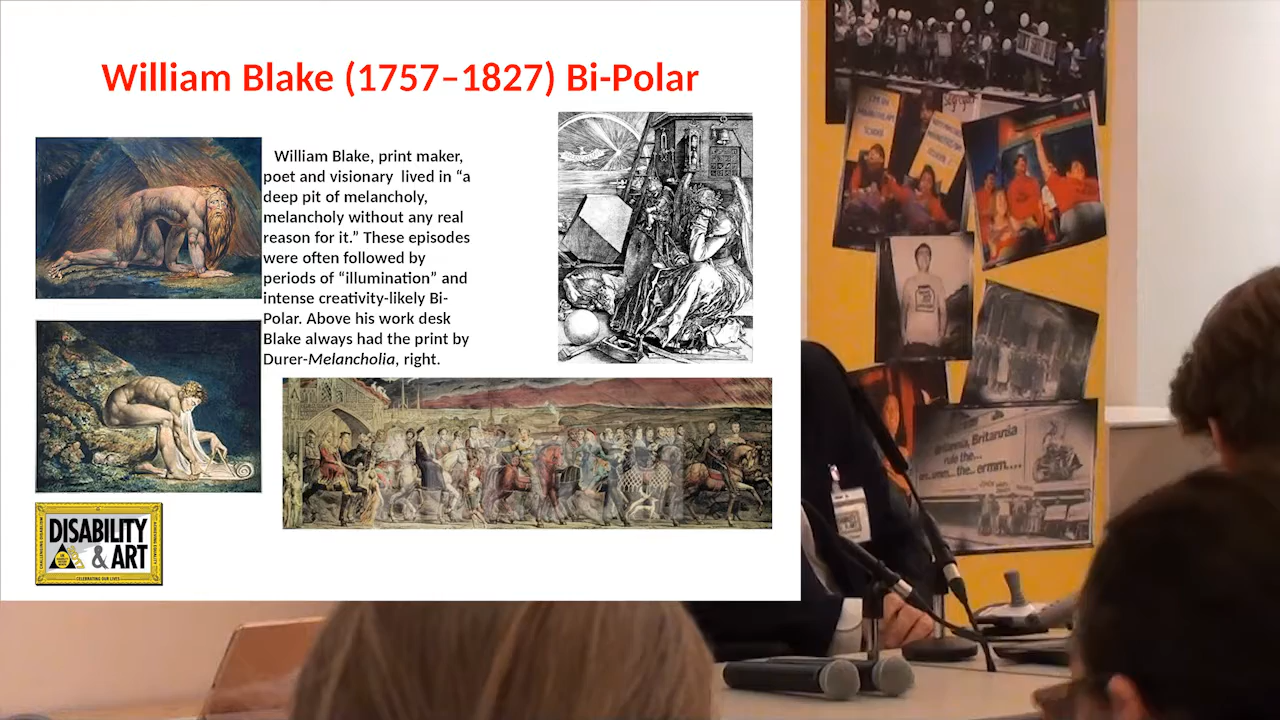 William Blake (1757–1827) Bi-Polar
William Blake, print maker,
poet and visionary lived in “a
deep pit of melancholy,
melancholy without any real
reason for it.” These episodes
were often followed by
periods of “illumination” and
intense creativity-likely Bi-
Polar. Above his work desk
Blake always had the print by
Durer-Melancholia, right.
DISABILITY
& ART
CELEBRATING OUR LIVES
Britannia, Britannia
rule the...
the.. ermm....